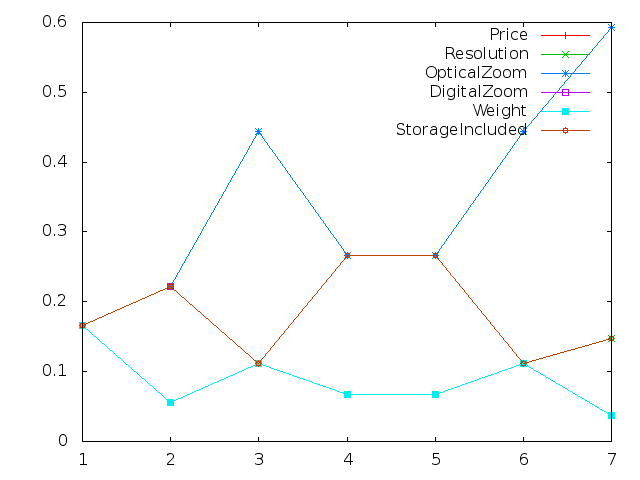 0.6
0.5
0.4
0.3
0.2
0.1
0
1 2 3 4 5 6 7
Price
Resolution
OpticalZoom
DigitalZoom
Weight
StorageIncluded